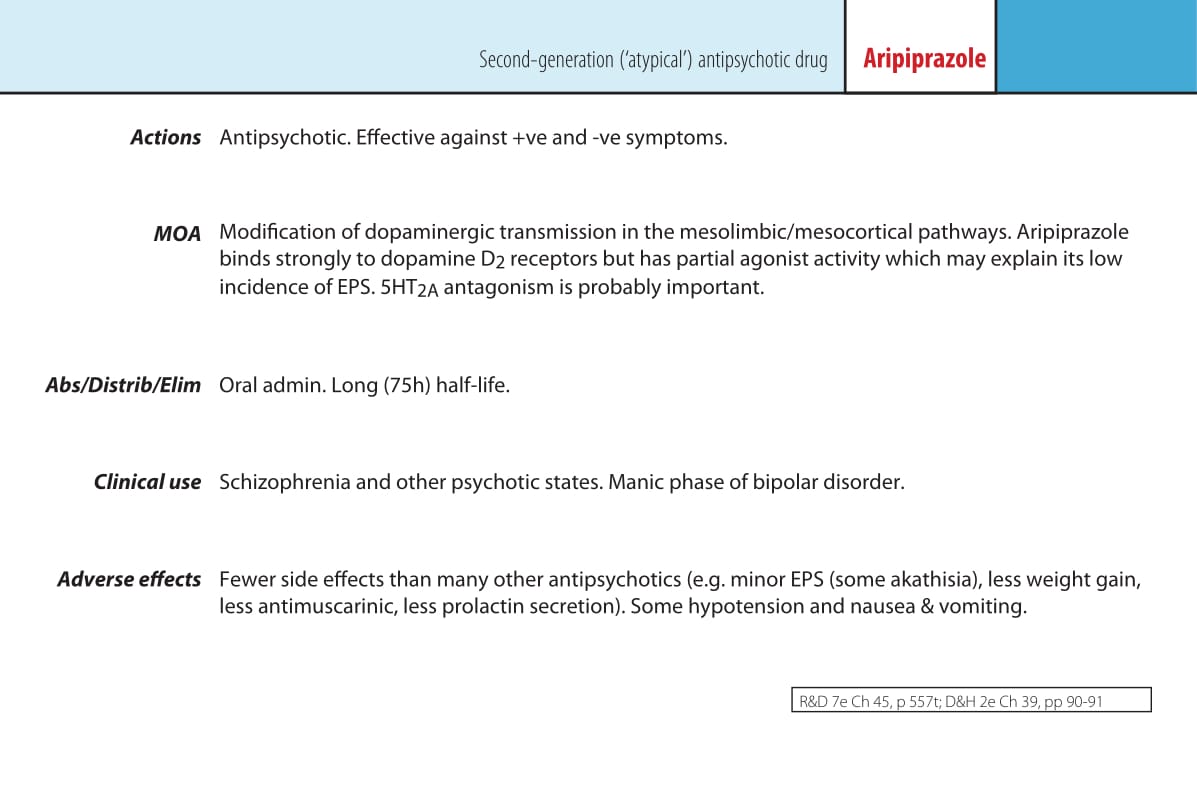 Second-generation (‘atypical’) antipsychotic drug
Aripiprazole
Actions Antipsychotic. Effective against +ve and -ve symptoms.
MOA Modification of dopaminergic transmission in the mesolimbic/mesocortical pathways. Aripiprazole
binds strongly to dopamine D2 receptors but has partial agonist activity which may explain its low
incidence of EPS. 5HT2A antagonism is probably important.
Abs/Distrib/Elim Oral admin. Long (75h) half-life.
Clinical use Schizophrenia and other psychotic states. Manic phase of bipolar disorder.
Adverse effects Fewer side effects than many other antipsychotics (e.g. minor EPS (some akathisia), less weight gain,
less antimuscarinic, less prolactin secretion). Some hypotension and nausea & vomiting.
R&D 7e Ch 45, p 557t; D&H 2e Ch 39, pp 90-91